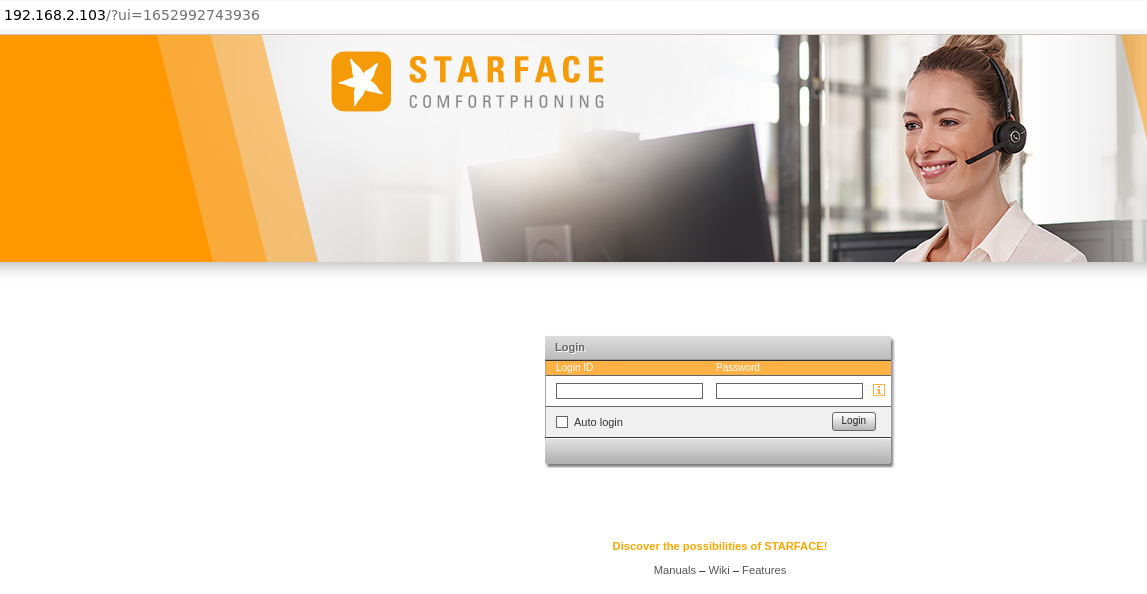 192.168.2.103/?ui=1652992743936
STARFACE
COMFORTPHONING
Login
Login ID Password
Auto login Login
Discover the possibilities of STARFACE!
Manuals – Wiki – Features